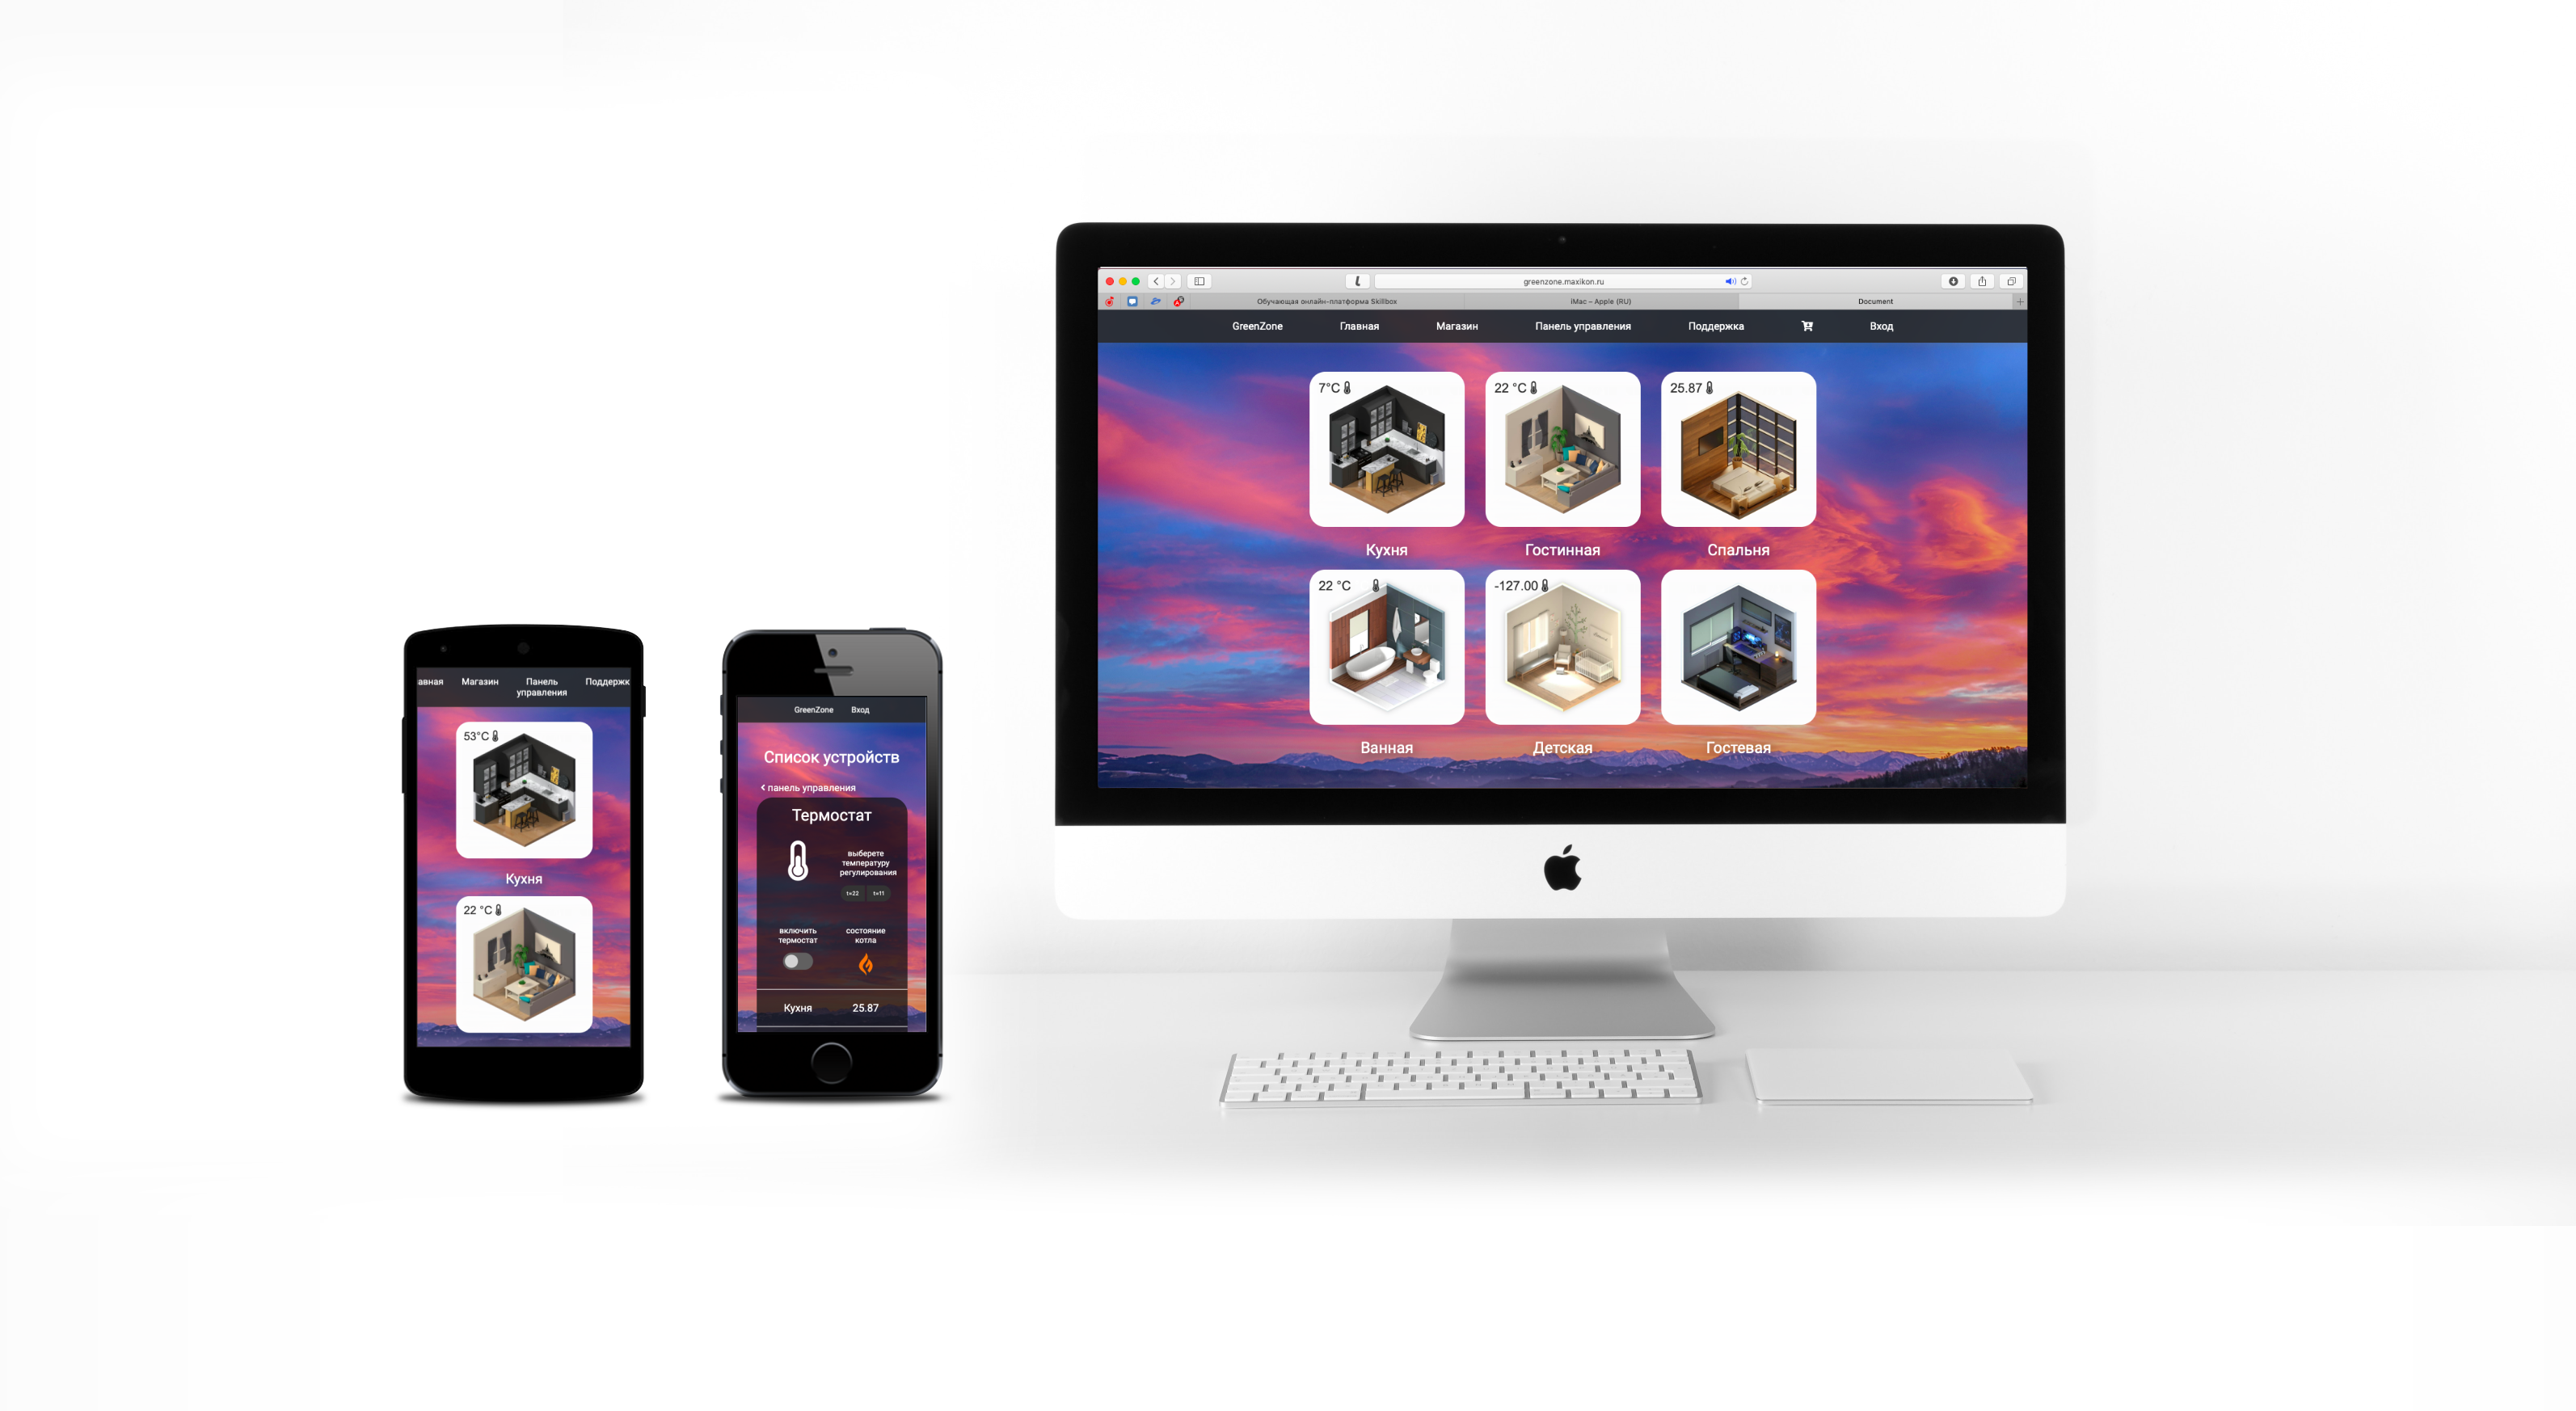 авная Магазин Панель управления Поддержк
53°C
Кухня
22 °C
GreenZone Вход
Список устройств
панель управления
Термостат
выберете
температуру
регулирования
t=22 t=11
включить
термостат
состояние
котла
Кухня 25.87
greenzone.maxikon.ru
Обучающая онлайн-платформа Skillbox iMac – Apple (RU) Document
GreenZone Главная Магазин Панель управления Поддержка Вход
7°C 22 °C 25.87
Кухня Гостинная Спальня
22 °C -127.00
Ванная Детская Гостевая